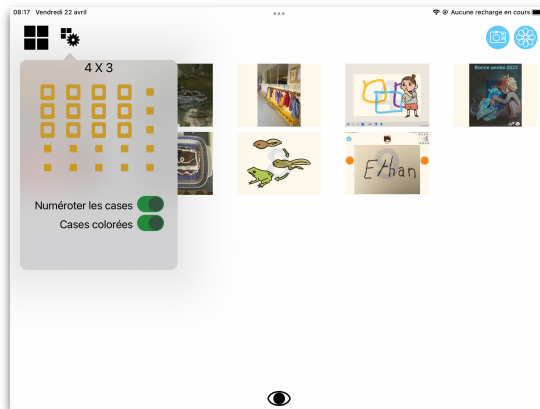 08:17 Vendredi 22 avril
Aucune recharge en cours
4 X 3
Numéroter les cases
Cases colorées
Bonne année 2022
Ethan